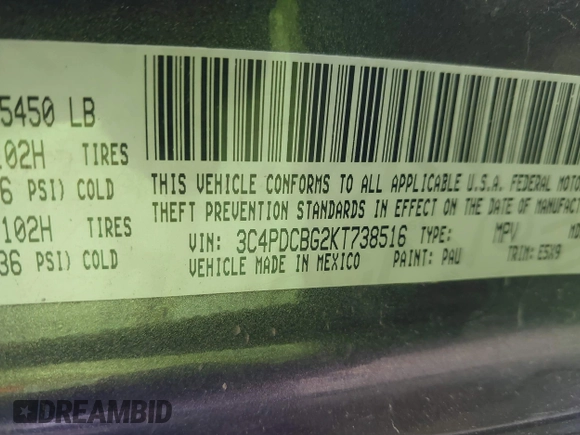 5450 LB
102H TIRES
6 PSI) COLD
102H TIRES
36 PSI) COLD
THIS VEHICLE CONFORMS TO ALL APPLICABLE U.S.A. FEDERAL MOTO
THEFT PREVENTION STANDARDS IN EFFECT ON THE DATE OF MANUFACT
VIN: 3C4PDCBG2KT738516 TYPE: MPV MD
VEHICLE MADE IN MEXICO PAINT: PAU TRIM: E5X9
DREAMBID